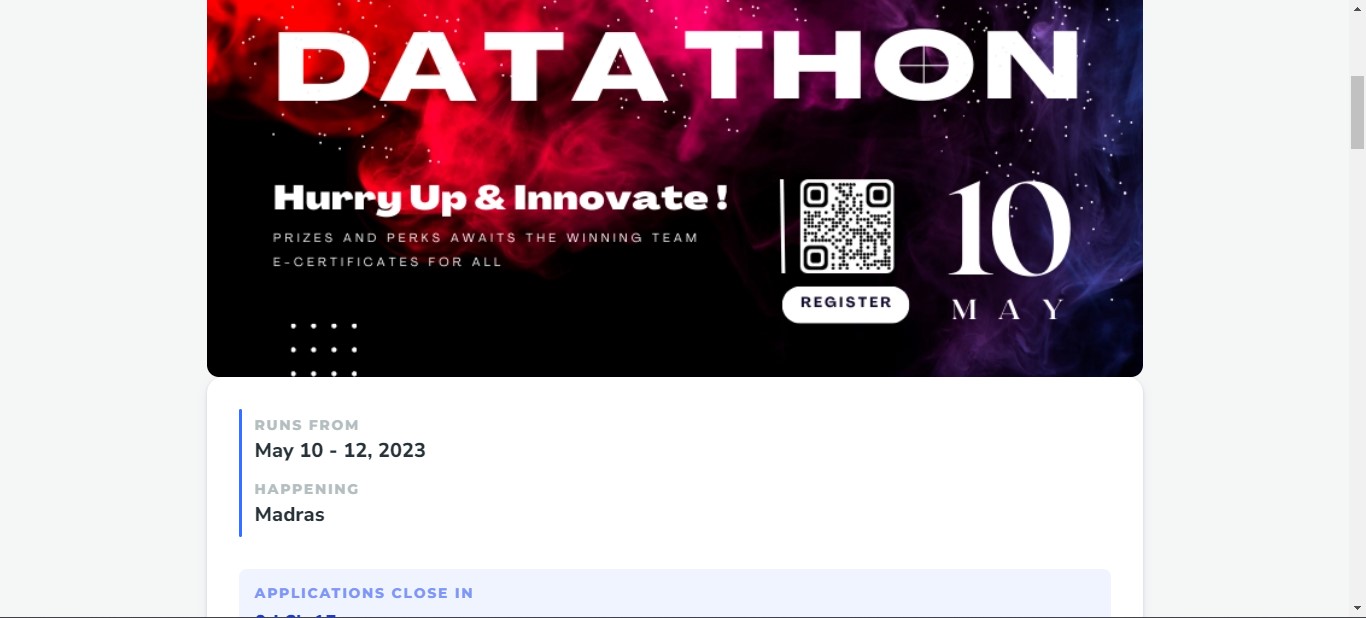 DATATHON
Hurry Up & Innovate !
PRIZES AND PERKS AWAITS THE WINNING TEAM
E-CERTIFICATES FOR ALL
REGISTER
10
MAY
RUNS FROM
May 10 - 12, 2023
HAPPENING
Madras
APPLICATIONS CLOSE IN